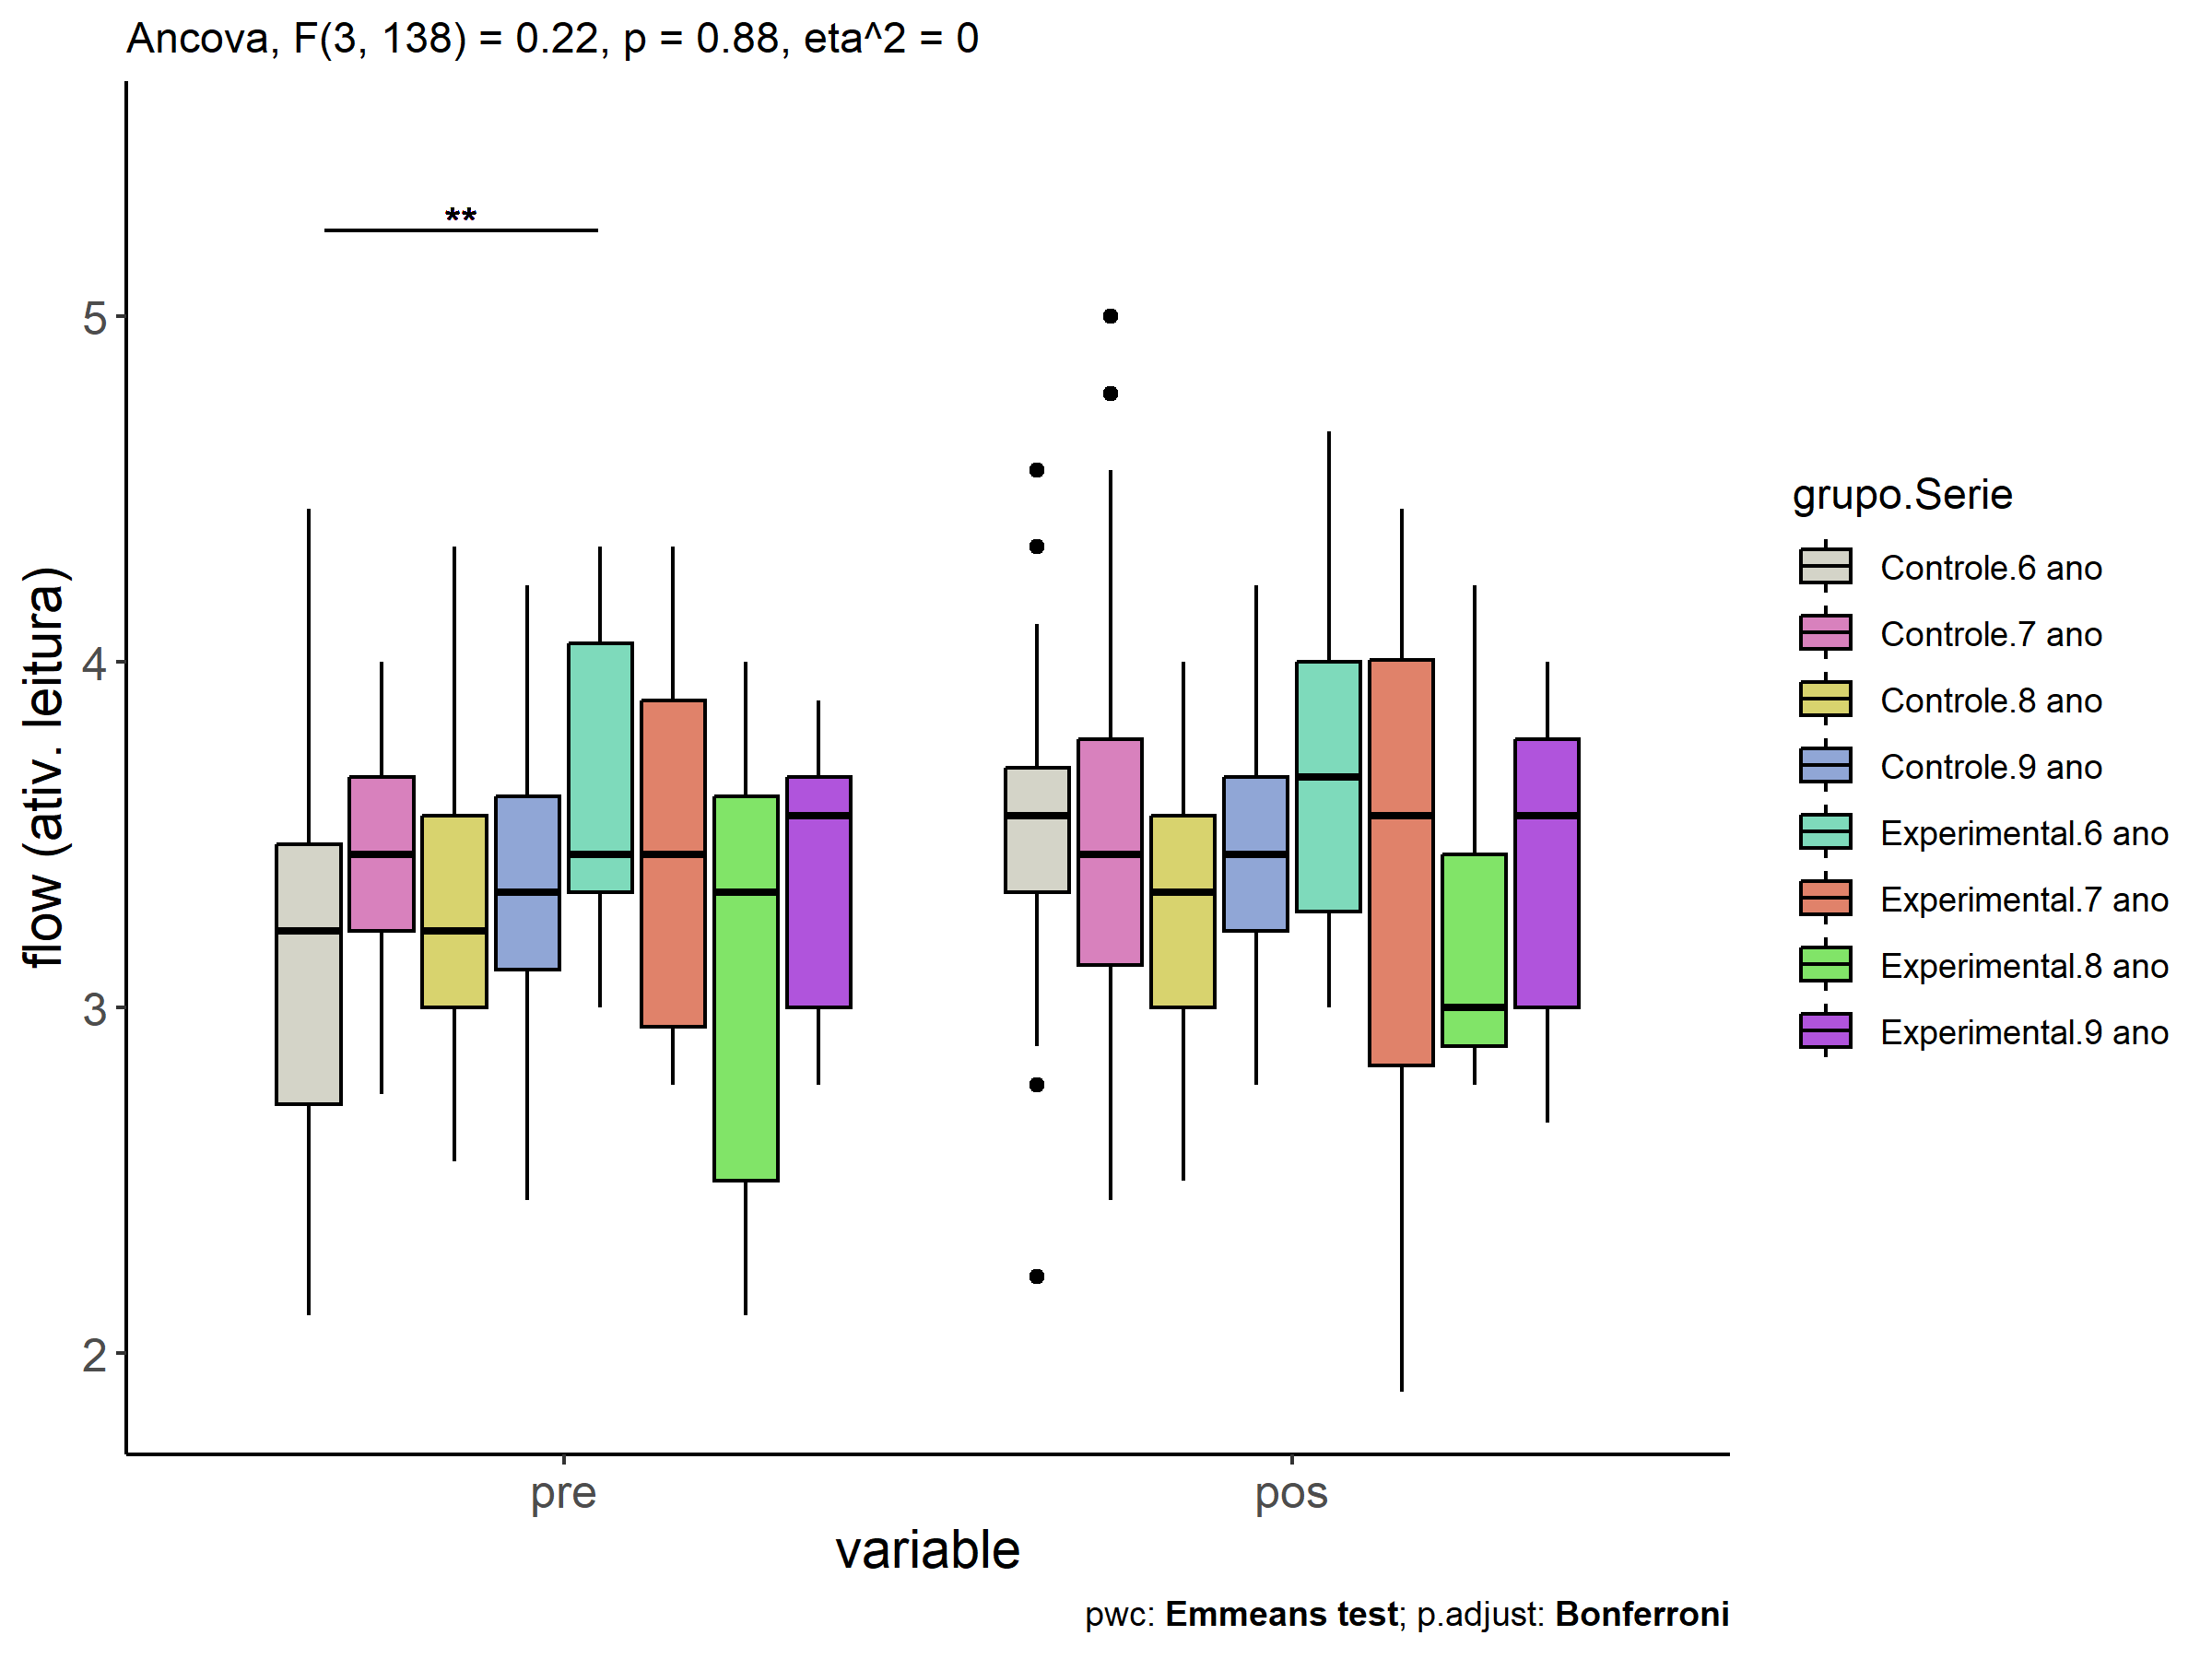 Ancova, F(3, 138) = 0.22, p = 0.88, eta^2 = 0
**
5
4
3
2
flow (ativ. leitura)
pre
pos
variable
grupo.Serie
Controle.6 ano
Controle.7 ano
Controle.8 ano
Controle.9 ano
Experimental.6 ano
Experimental.7 ano
Experimental.8 ano
Experimental.9 ano
pwc: Emmeans test; p.adjust: Bonferroni